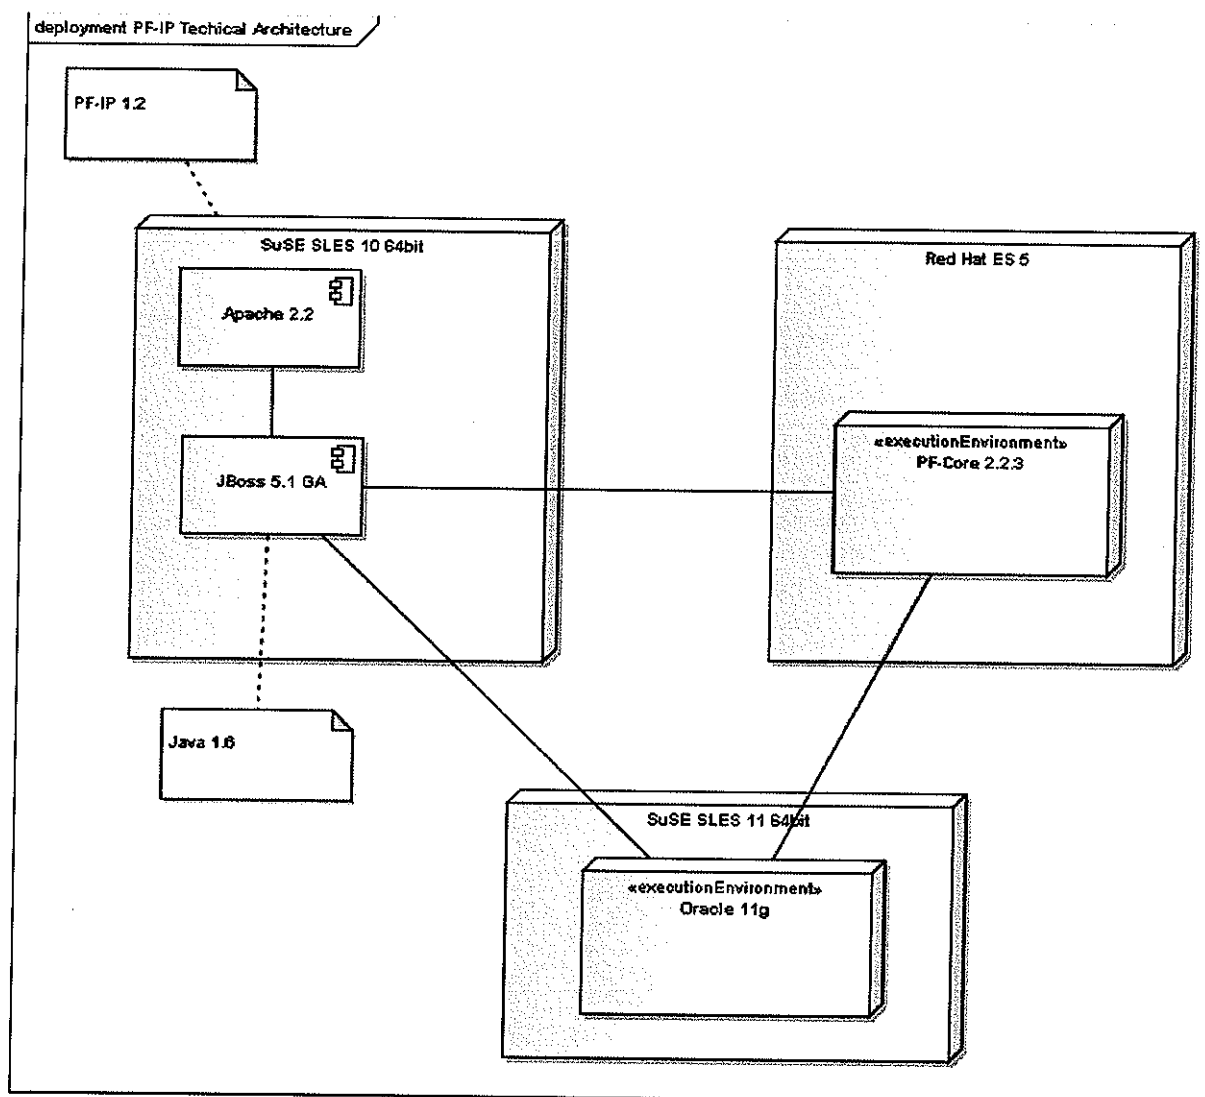 deployment PF-IP Techical Architecture
PF-IP 1.2
SuSE SLES 10 64bit
Apache 2.2
JBoss 5.1 GA
Java 1.6
Red Hat ES 5
«executionEnvironment»
PF-Core 2.2.3
SuSE SLES 11 64bit
«executionEnvironment»
Oracle 11g